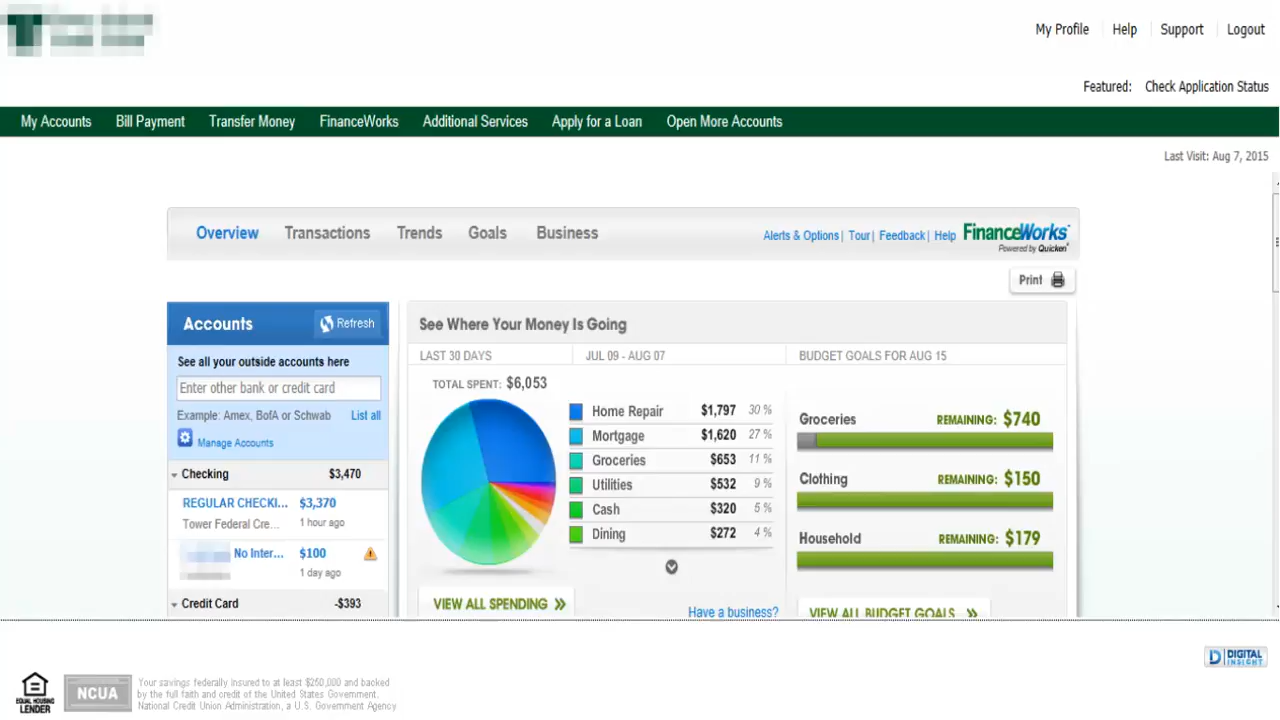 My Profile Help Support Logout
Featured: Check Application Status
My Accounts Bill Payment Transfer Money FinanceWorks Additional Services Apply for a Loan Open More Accounts
Last Visit: Aug 7, 2015
Overview Transactions Trends Goals Business Alerts & Options| Tour| Feedback| Help FinanceWorks
Powered by Quicken
Print
Accounts Refresh
See all your outside accounts here
Enter other bank or credit card
Example: Amex, BofA or Schwab List all
Manage Accounts
Checking $3,470
REGULAR CHECKI... $3,370
Tower Federal Cre... 1 hour ago
No Inter... $100
1 day ago
Credit Card -$393
See Where Your Money Is Going
LAST 30 DAYS JUL 09 - AUG 07
TOTAL SPENT: $6,053
Home Repair $1,797 30 %
Mortgage $1,620 27 %
Groceries $653 11 %
Utilities $532 9 %
Cash $320 5 %
Dining $272 4 %
VIEW ALL SPENDING
Have a business?
BUDGET GOALS FOR AUG 15
Groceries REMAINING: $740
Clothing REMAINING: $150
Household REMAINING: $179
VIEW ALL BUDGET GOALS
D DIGITAL
INSIGHT
EQUAL HOUSING
LENDER
NCUA
Your savings federally insured to at least $250,000 and backed
by the full faith and credit of the United States Government.
National Credit Union Administration, a U.S. Government Agency